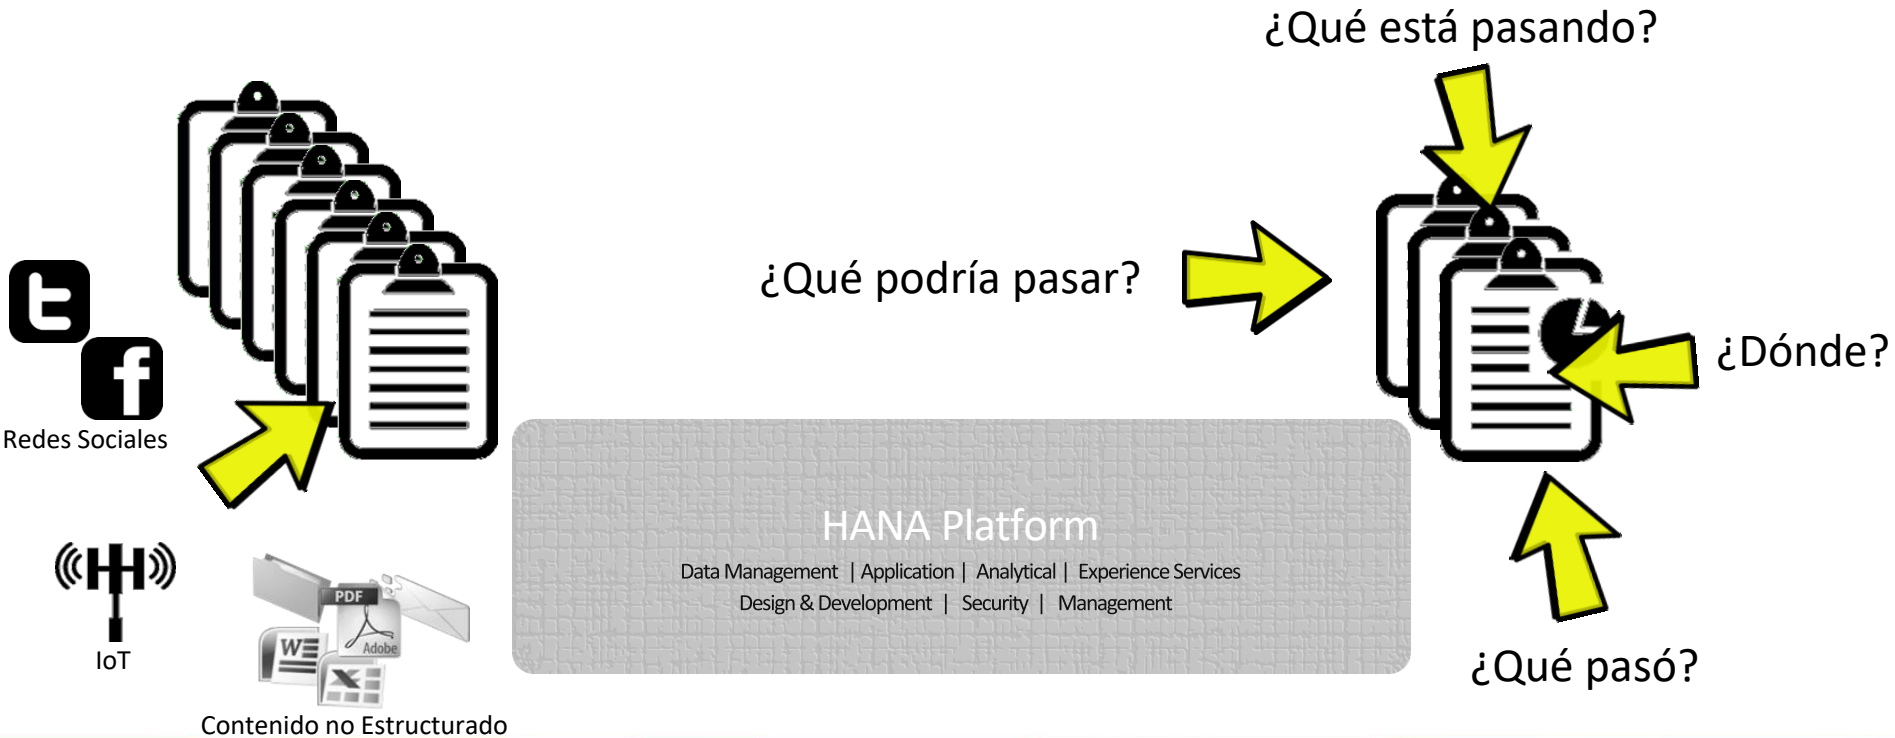 ¿Qué está pasando?
¿Qué podría pasar?
¿Dónde?
Redes Sociales
HANA Platform
Data Management | Application | Analytical | Experience Services
Design & Development | Security | Management
PDF
Adobe
W
X
IoT
¿Qué pasó?
Contenido no Estructurado